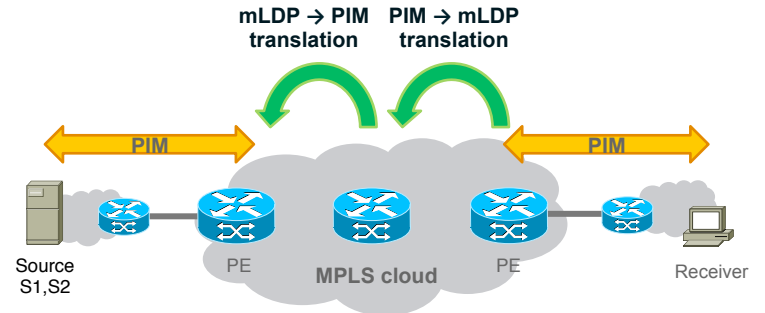 mLDP → PIM
translation
PIM → mLDP
translation
PIM
PIM
Source
S1,S2
PE
MPLS cloud
PE
Receiver